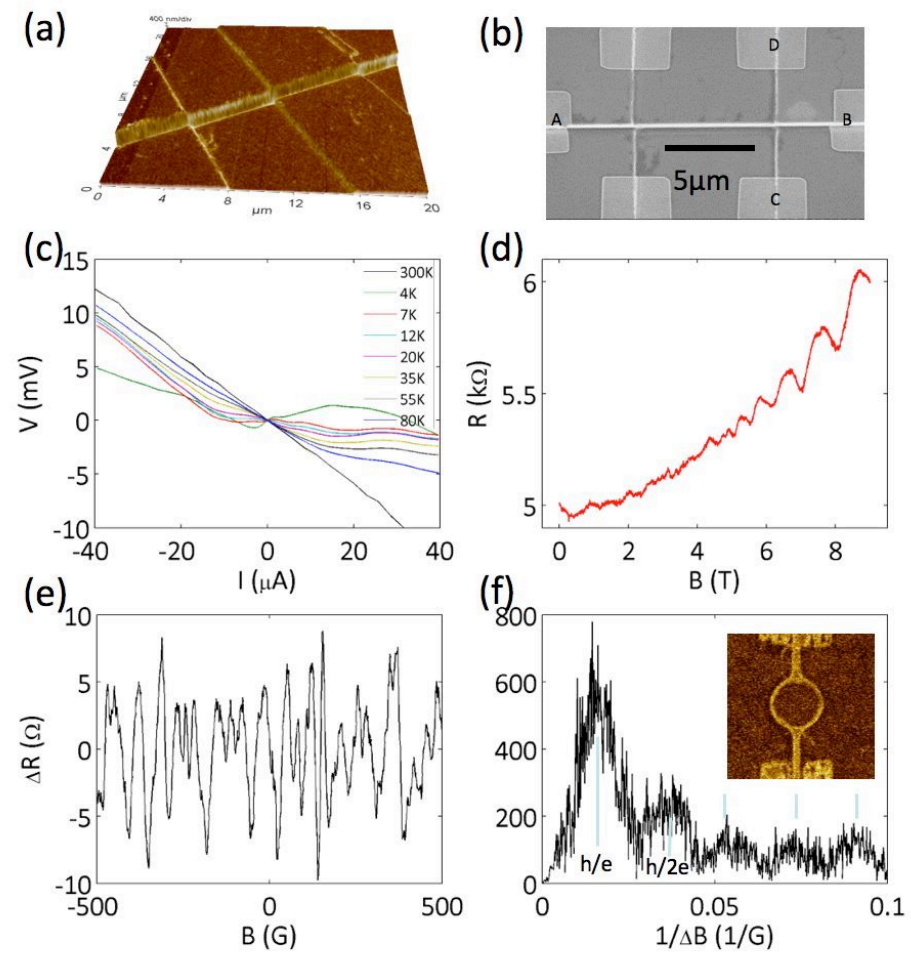 (a)
400 nm/div
μm
4
0
0
4
8
12
16
20
μm
(b)
A
B
C
D
5μm
(c)
15
10
5
0
-5
-10
V (mV)
-40
-20
0
20
40
I (μA)
300K
4K
7K
12K
20K
35K
55K
80K
(d)
6
5.5
5
R (kΩ)
0
2
4
6
8
B (T)
(e)
10
5
0
-5
-10
ΔR (Ω)
-500
0
500
B (G)
(f)
800
600
400
200
0
h/e
h/2e
0
0.05
0.1
1/ΔB (1/G)